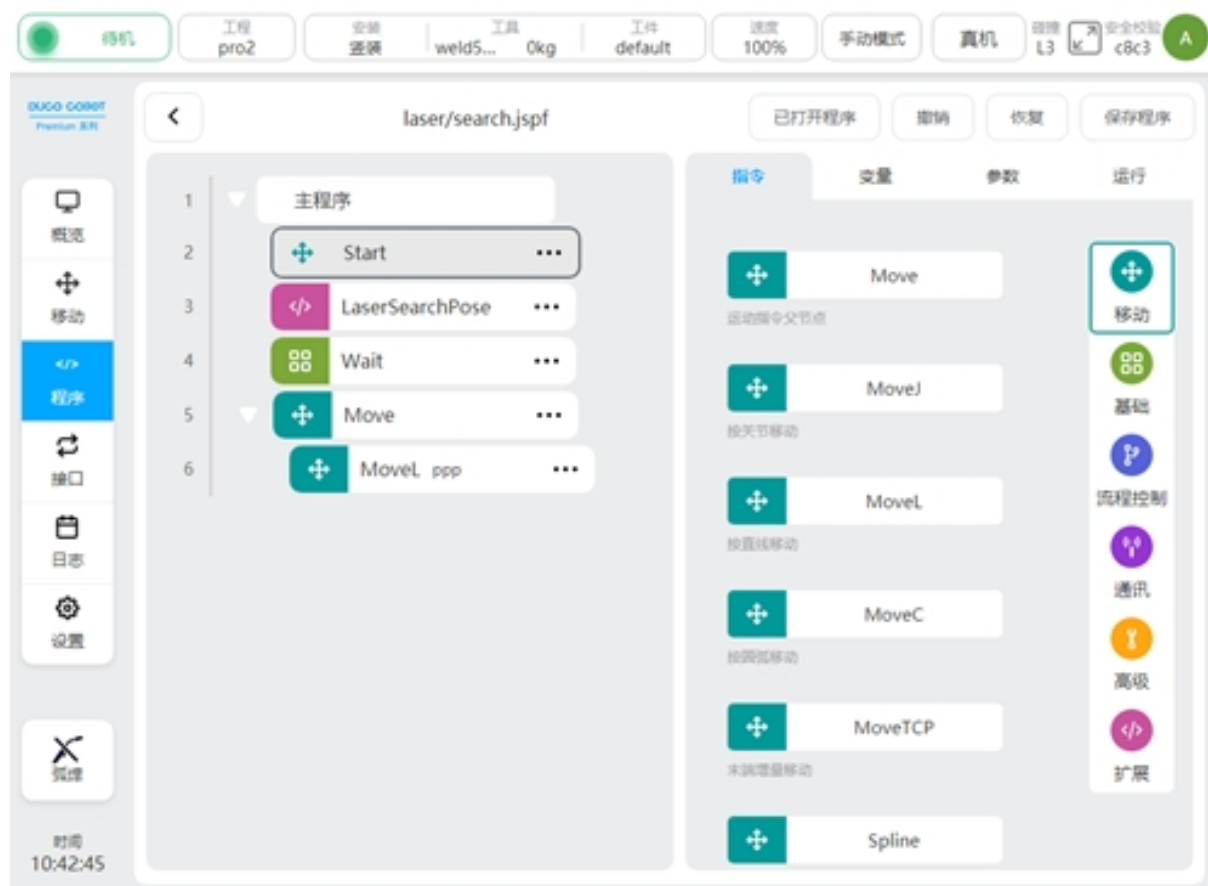 待机
工程
pro2
安装
竖装
工具
weld5... 0kg
工件
default
速度
100%
手动模式
真机
碰撞
L3
安全校验
c8c3
A
DUCO COBOT
Premium 系列
laser/search.jspf
已打开程序
撤销
恢复
保存程序
概览
移动
程序
接口
日志
设置
弧焊
时间
10:42:45
1 主程序
2 Start ...
3 LaserSearchPose ...
4 Wait ...
5 Move ...
6 MoveL ppp ...
指令 变量 参数 运行
Move
运动指令父节点
MoveJ
按关节移动
MoveL
按直线移动
MoveC
按圆弧移动
MoveTCP
末端增量移动
Spline
移动
基础
流程控制
通讯
高级
扩展